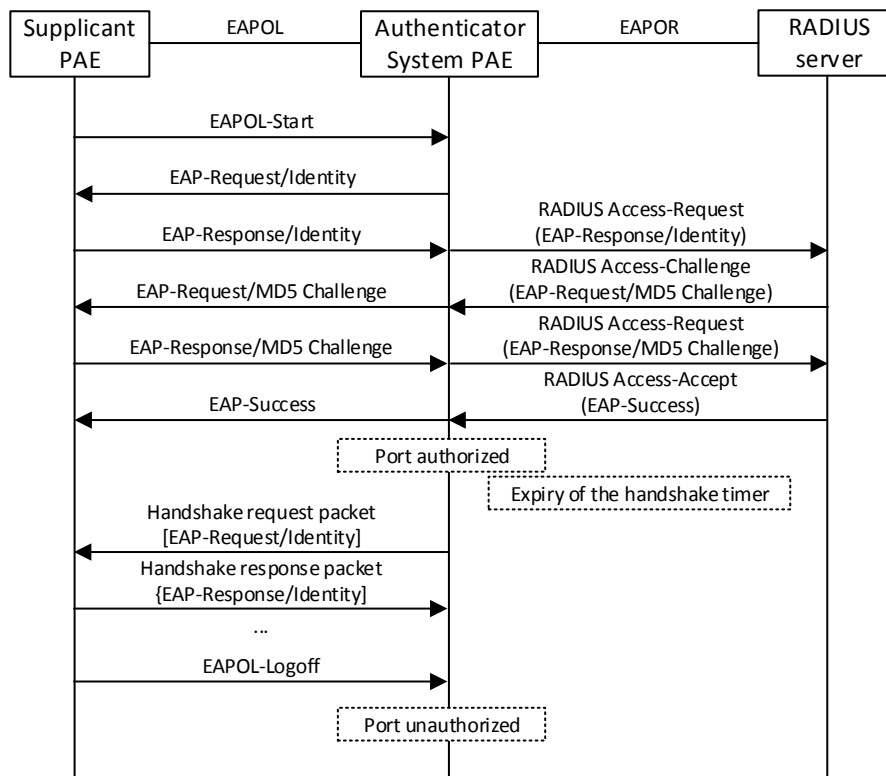 Supplicant
PAE
EAPOL
Authenticator
System PAE
EAPOR
RADIUS
server
EAPOL-Start
EAP-Request/Identity
EAP-Response/Identity
RADIUS Access-Request
(EAP-Response/Identity)
EAP-Request/MD5 Challenge
RADIUS Access-Challenge
(EAP-Request/MD5 Challenge)
EAP-Response/MD5 Challenge
RADIUS Access-Request
(EAP-Response/MD5 Challenge)
EAP-Success
RADIUS Access-Accept
(EAP-Success)
Port authorized
Expiry of the handshake timer
Handshake request packet
[EAP-Request/Identity]
Handshake response packet
{EAP-Response/Identity]
...
EAPOL-Logoff
Port unauthorized